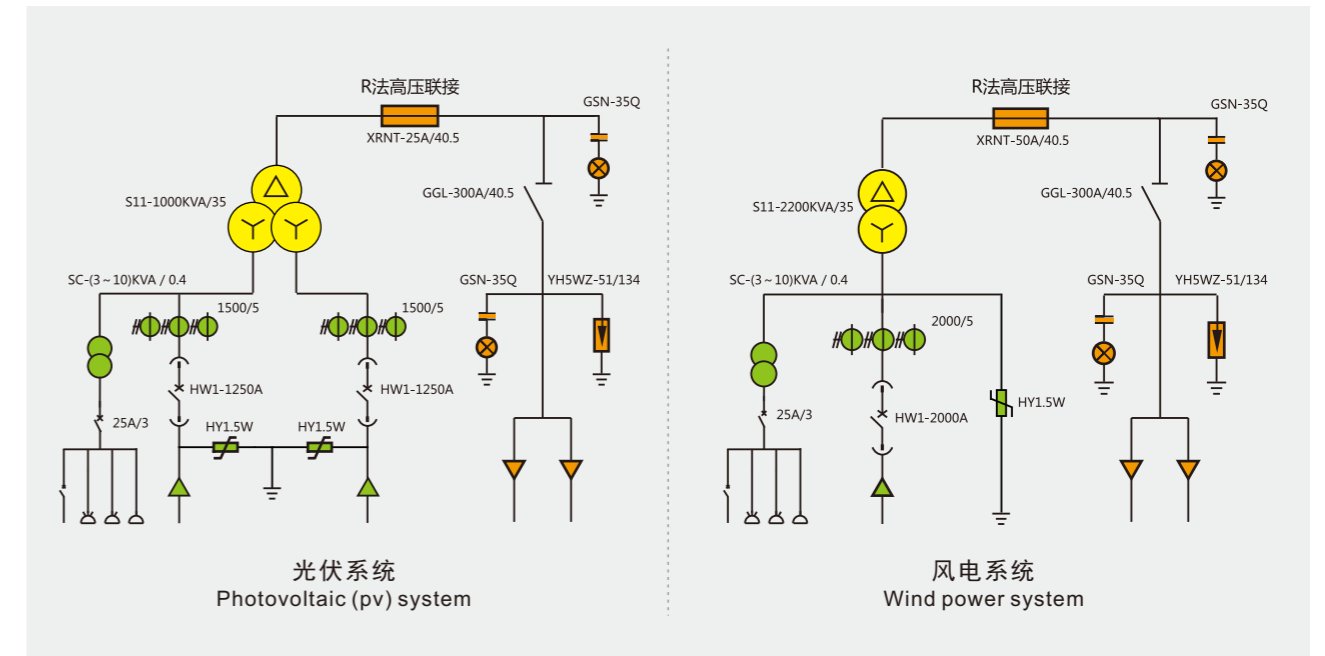 R法高压联接
GSN-35Q
XRNT-25A/40.5
GGL-300A/40.5
S11-1000KVA/35
SC-(3~10)KVA / 0.4
GSN-35Q
YH5WZ-51/134
1500/5
1500/5
HW1-1250A
HW1-1250A
25A/3
HY1.5W
HY1.5W
光伏系统
Photovoltaic (pv) system
R法高压联接
GSN-35Q
XRNT-50A/40.5
GGL-300A/40.5
S11-2200KVA/35
SC-(3~10)KVA / 0.4
GSN-35Q
YH5WZ-51/134
2000/5
HY1.5W
25A/3
HW1-2000A
风电系统
Wind power system